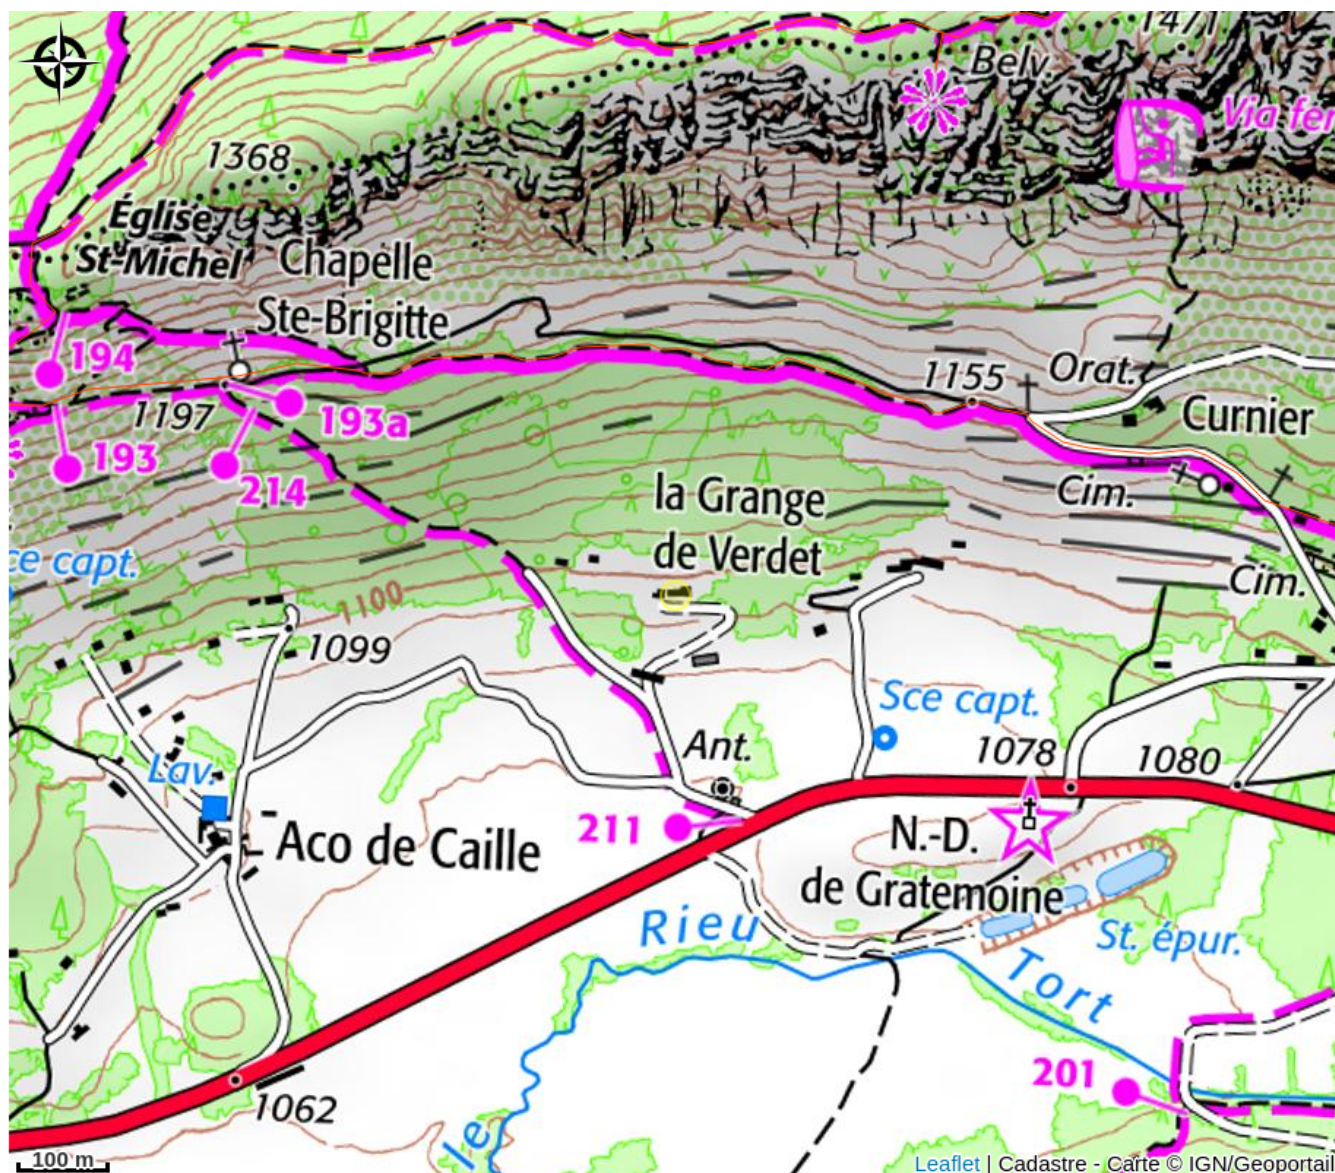 1471
Belv.
Via fer
1368
Église
St-Michel
Chapelle
Ste-Brigitte
194
1155
Orat.
1197
193a
Curnier
193
214
la Grange
de Verdet
Cim.
ce capt.
1100
Cim.
1099
Sce capt.
Ant.
1078
1080
Lav.
211
N.-D.
de Gratemoine
Aco de Caille
Rieu
St. épur.
Tort
201
1062
le
100 m
Leaflet | Cadastre - Carte © IGN/Geoportail